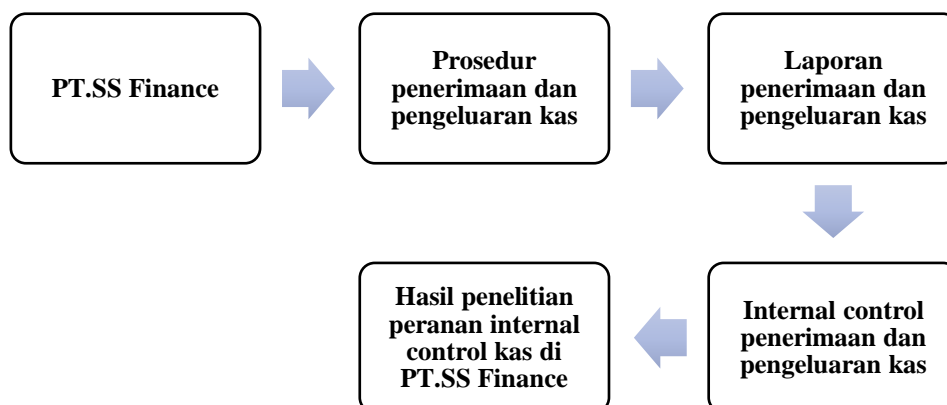 PT.SS Finance
Prosedur
penerimaan dan
pengeluaran kas
Laporan
penerimaan dan
pengeluaran kas
Internal control
penerimaan dan
pengeluaran kas
Hasil penelitian
peranan internal
control kas di
PT.SS Finance